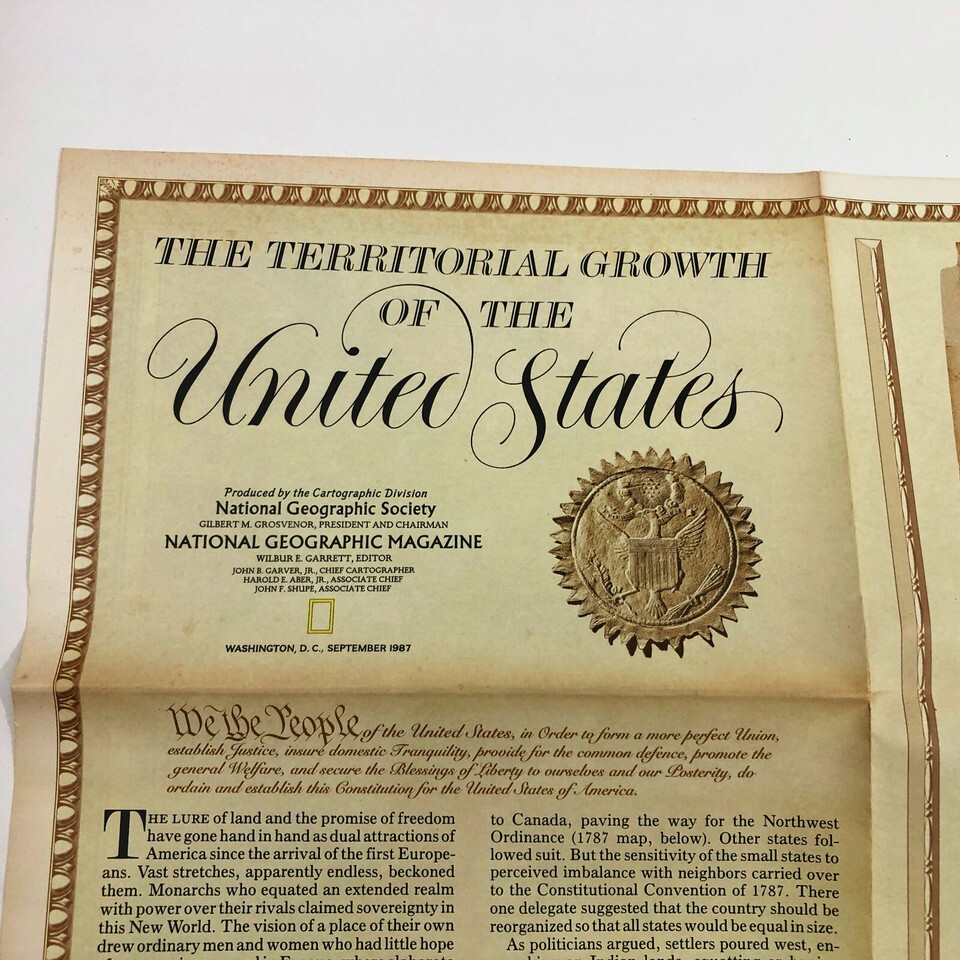 THE TERRITORIAL GROWTH
OF THE
United States
Produced by the Cartographic Division
National Geographic Society
GILBERT M. GROSVENOR, PRESIDENT AND CHAIRMAN
NATIONAL GEOGRAPHIC MAGAZINE
WILBUR E. GARRETT, EDITOR
JOHN B. GARVER, JR., CHIEF CARTOGRAPHER
HAROLD E. ABER, JR., ASSOCIATE CHIEF
JOHN F. SHUPE, ASSOCIATE CHIEF
WASHINGTON, D. C., SEPTEMBER 1987
We the People of the United States, in Order to form a more perfect Union,
establish Justice, insure domestic Tranquility, provide for the common defence, promote the
general Welfare, and secure the Blessings of Liberty to ourselves and our Posterity, do
ordain and establish this Constitution for the United States of America.
THE LURE of land and the promise of freedom
have gone hand in hand as dual attractions of
America since the arrival of the first Europe-
ans. Vast stretches, apparently endless, beckoned
them. Monarchs who equated an extended realm
with power over their rivals claimed sovereignty in
this New World. The vision of a place of their own
drew ordinary men and women who had little hope
to Canada, paving the way for the Northwest
Ordinance (1787 map, below). Other states fol-
lowed suit. But the sensitivity of the small states to
perceived imbalance with neighbors carried over
to the Constitutional Convention of 1787. There
one delegate suggested that the country should be
reorganized so that all states would be equal in size.
As politicians argued, settlers poured west, en-